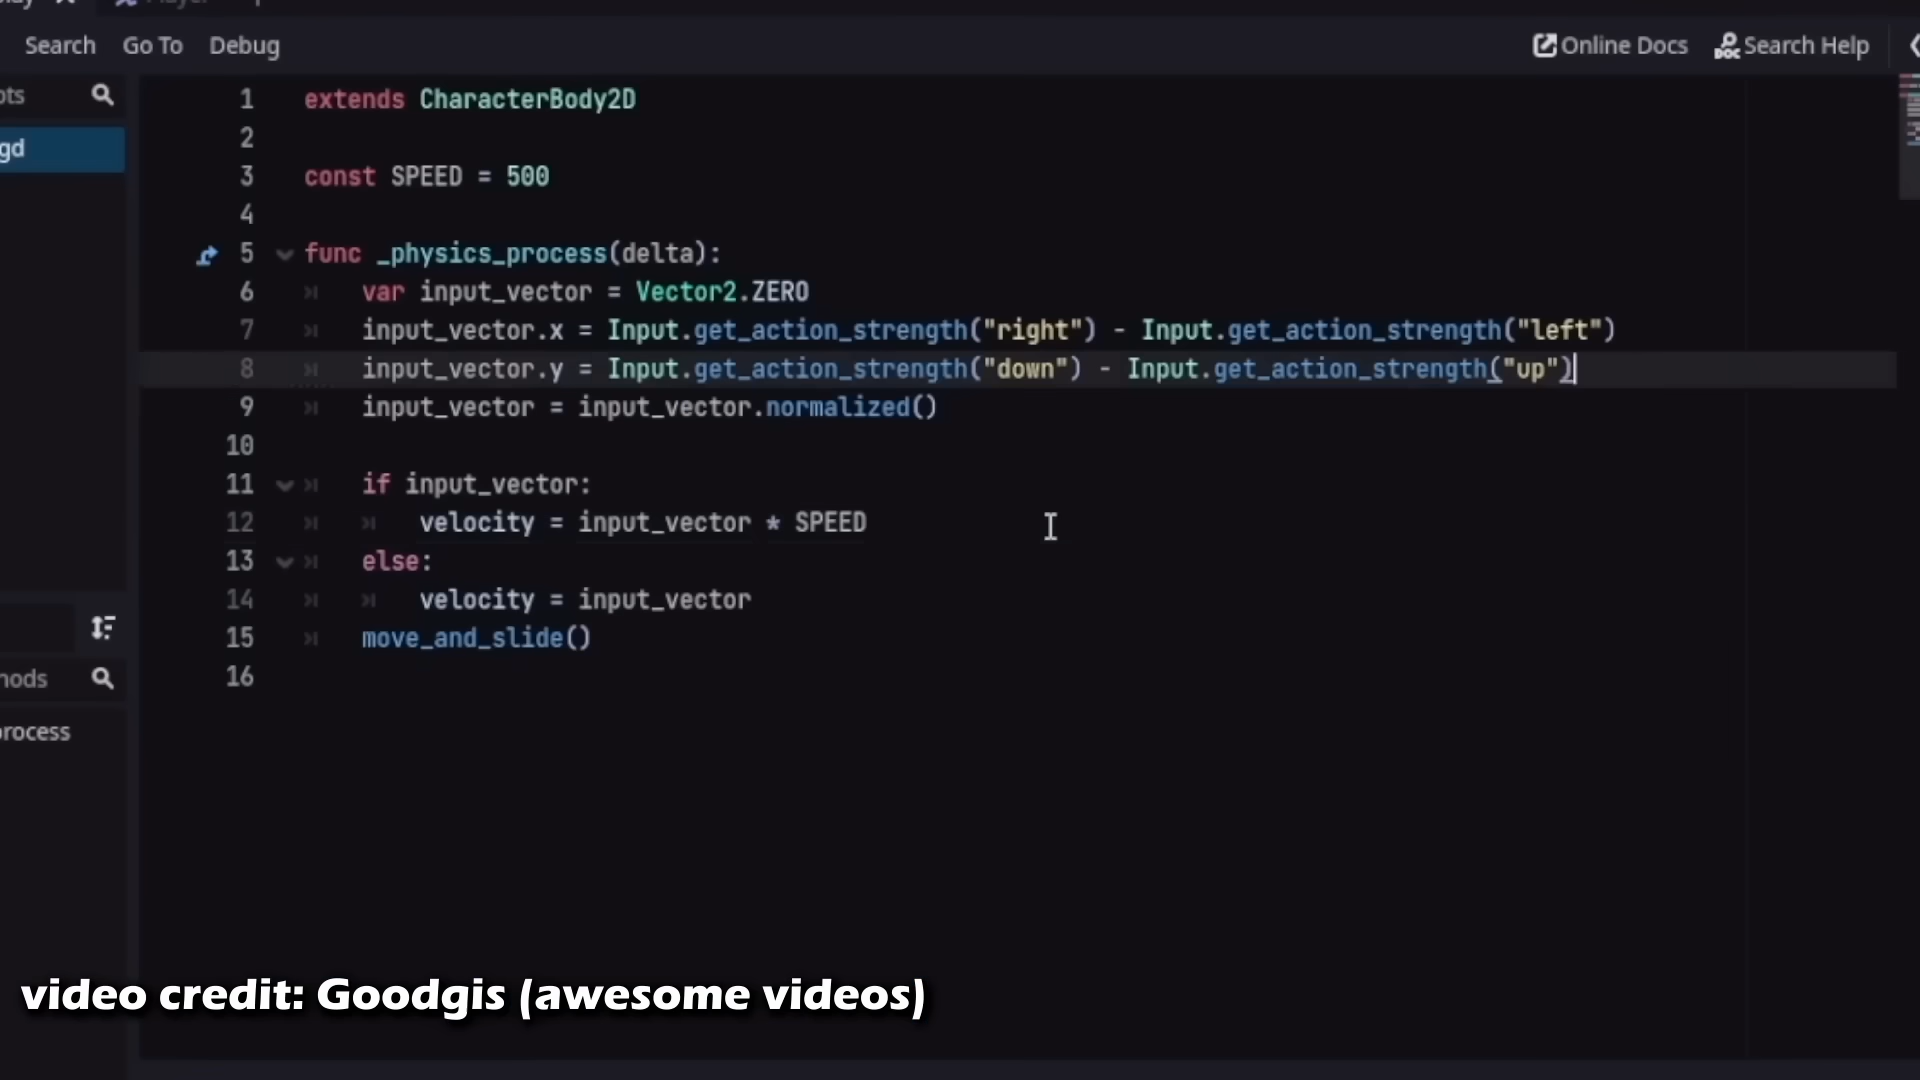 Search Go To Debug Online Docs Search Help
1 extends CharacterBody2D
2
gd
3 const SPEED = 500
4
5 func _physics_process(delta):
6 var input_vector = Vector2.ZERO
7 input_vector.x = Input.get_action_strength("right") - Input.get_action_strength("left")
8 input_vector.y = Input.get_action_strength("down") - Input.get_action_strength("up")
9 input_vector = input_vector.normalized()
10
11 if input_vector:
12 velocity = input_vector * SPEED
13 else:
14 velocity = input_vector
15 move_and_slide()
16
video credit: Goodgis (awesome videos)